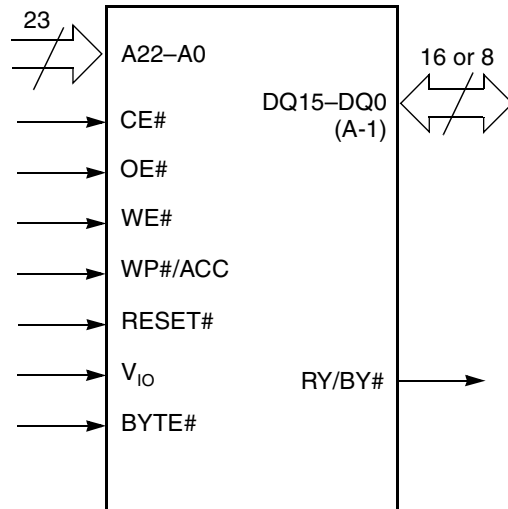 23
A22–A0
16 or 8
DQ15–DQ0
(A-1)
CE#
OE#
WE#
WP#/ACC
RESET#
VIO
RY/BY#
BYTE#